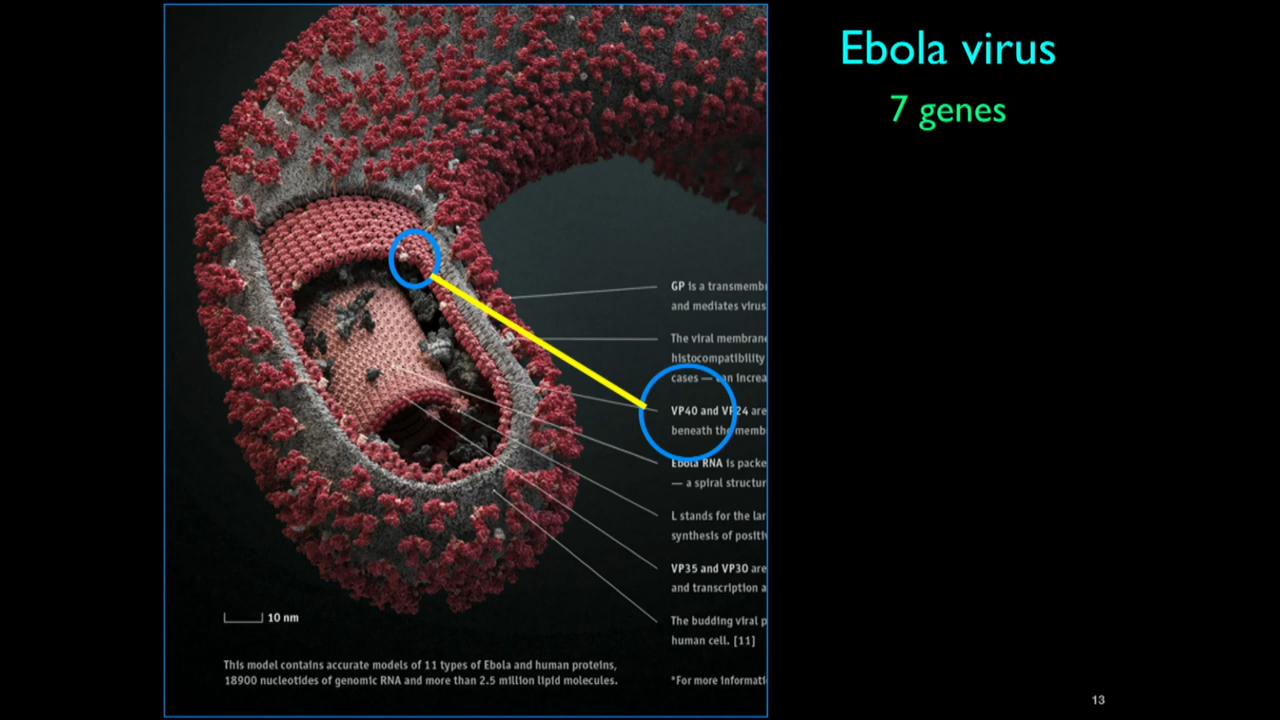 Ebola virus
7 genes
GP is a transmemb
and mediates virus
The viral membran
histocompatibility
cases — can increa
VP40 and VP24 are
beneath the memb
Ebola RNA is packe
— a spiral structur
L stands for the lar
synthesis of positi
VP35 and VP30 are
and transcription a
The budding viral p
human cell. [11]
*For more informati
10 nm
This model contains accurate models of 11 types of Ebola and human proteins,
18900 nucleotides of genomic RNA and more than 2.5 million lipid molecules.
13